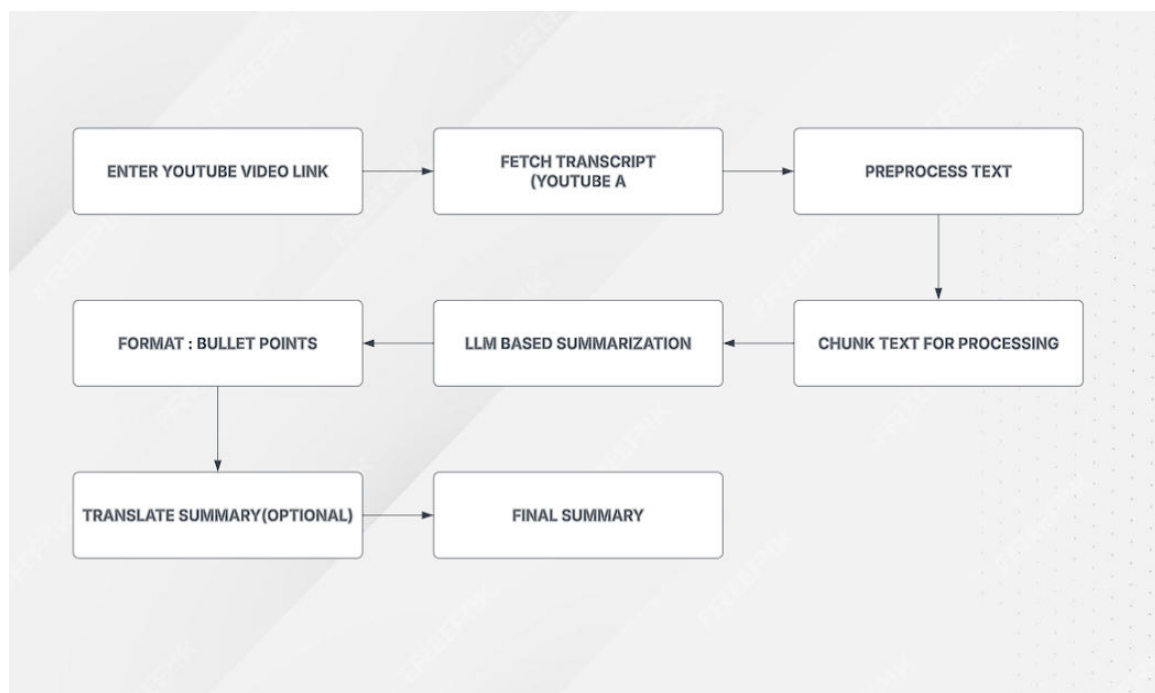 ENTER YOUTUBE VIDEO LINK
FETCH TRANSCRIPT
(YOUTUBE A
PREPROCESS TEXT
CHUNK TEXT FOR PROCESSING
LLM BASED SUMMARIZATION
FORMAT : BULLET POINTS
TRANSLATE SUMMARY(OPTIONAL)
FINAL SUMMARY